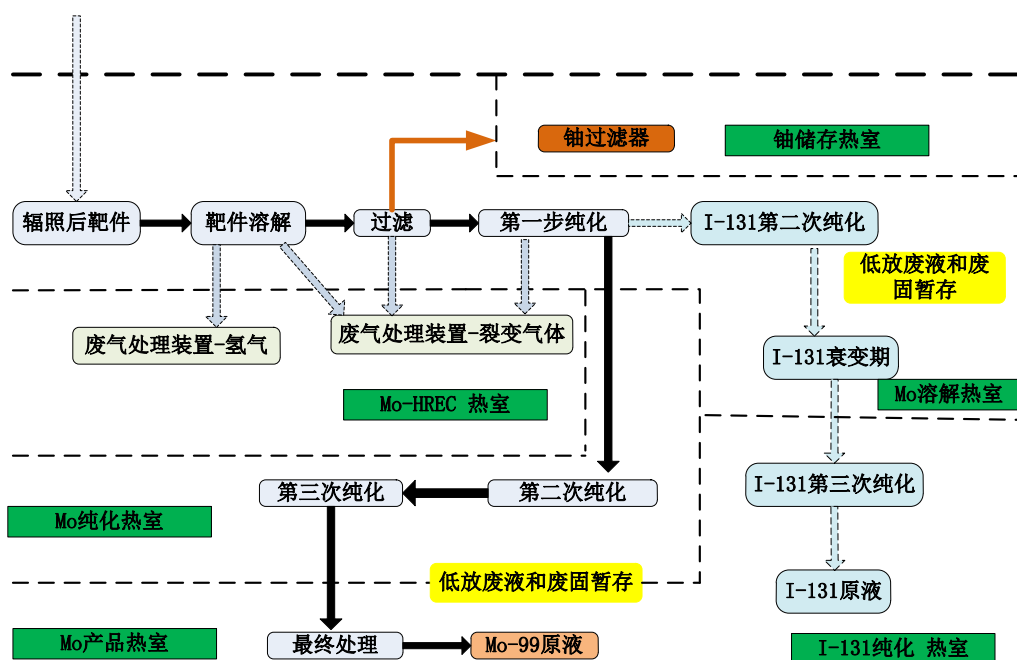 铀过滤器
铀储存热室
辐照后靶件
靶件溶解
过滤
第一步纯化
I-131第二次纯化
低放废液和废
固暂存
废气处理装置-氢气
废气处理装置-裂变气体
I-131衰变期
Mo-HREC 热室
Mo溶解热室
第三次纯化
第二次纯化
I-131第三次纯化
Mo纯化热室
低放废液和废固暂存
I-131原液
Mo产品热室
最终处理
Mo-99原液
I-131纯化 热室